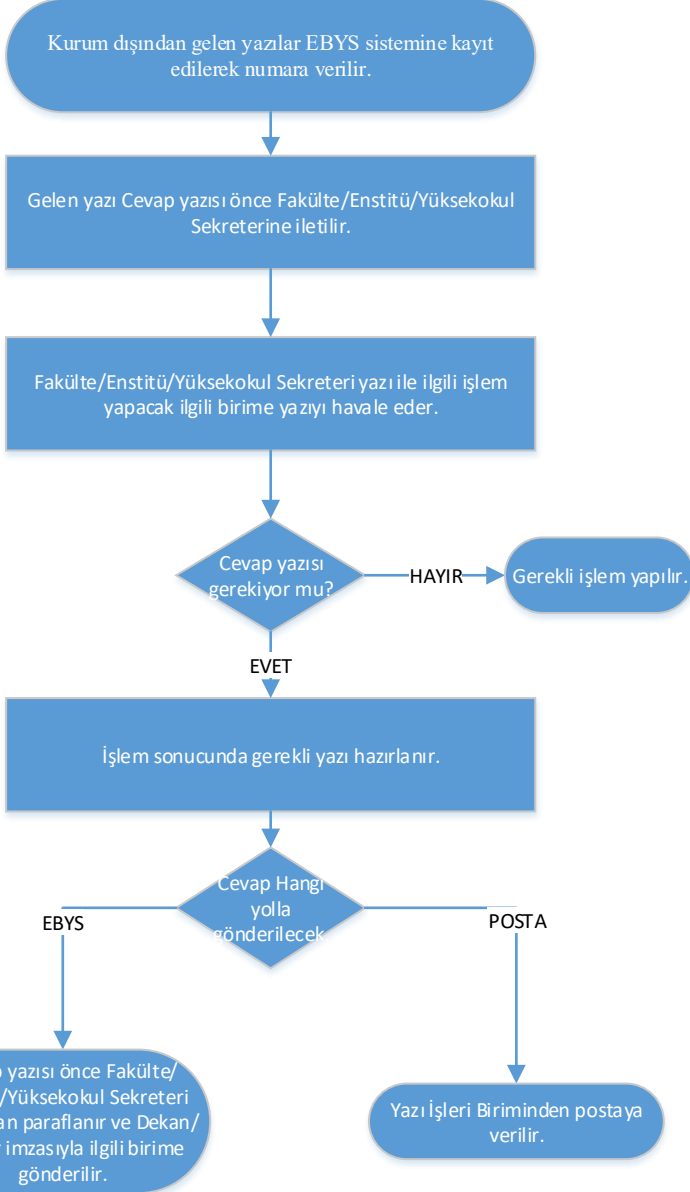 Kurum dışından gelen yazılar EBYS sistemine kayıt
edilerek numara verilir.
Gelen yazı Cevap yazısı önce Fakülte/Enstitü/Yüksekokul
Sekreterine iletilir.
Fakülte/Enstitü/Yüksekokul Sekreteri yazı ile ilgili işlem
yapacak ilgili birime yazıyı havale eder.
Cevap yazısı
gerekiyor mu?
HAYIR
Gerekli işlem yapılır.
EVET
İşlem sonucunda gerekli yazı hazırlanır.
Cevap Hangi
yolla
gönderilecek
EBYS
POSTA
yazısı önce Fakülte/
/Yüksekokul Sekreteri
paraflanır ve Dekan/
imzasıyla ilgili birime
gönderilir.
Yazı İşleri Biriminden postaya
verilir.